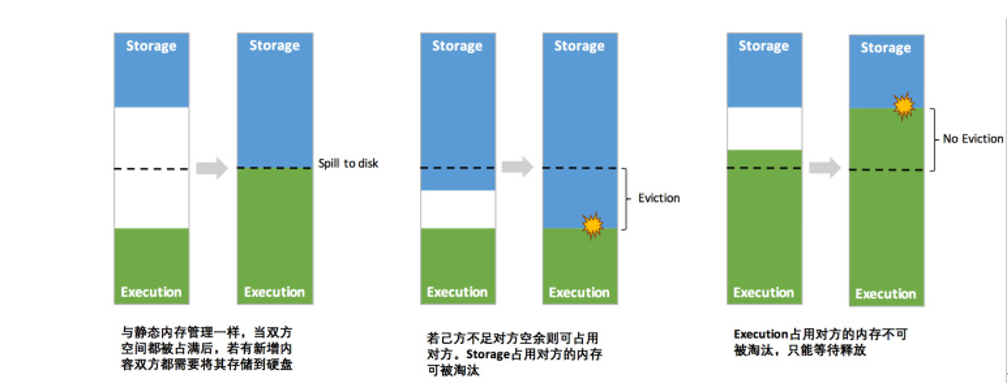 Storage
Storage
Spill to disk
Execution
Execution
与静态内存管理一样，当双方
空间都被占满后，若有新增内
容双方都需要将其存储到硬盘
Storage
Storage
Eviction
Execution
Execution
若己方不足对方空余则可占用
对方。Storage占用对方的内存
可被淘汰
Storage
Storage
No Eviction
Execution
Execution
Execution占用对方的内存不可
被淘汰，只能等待释放